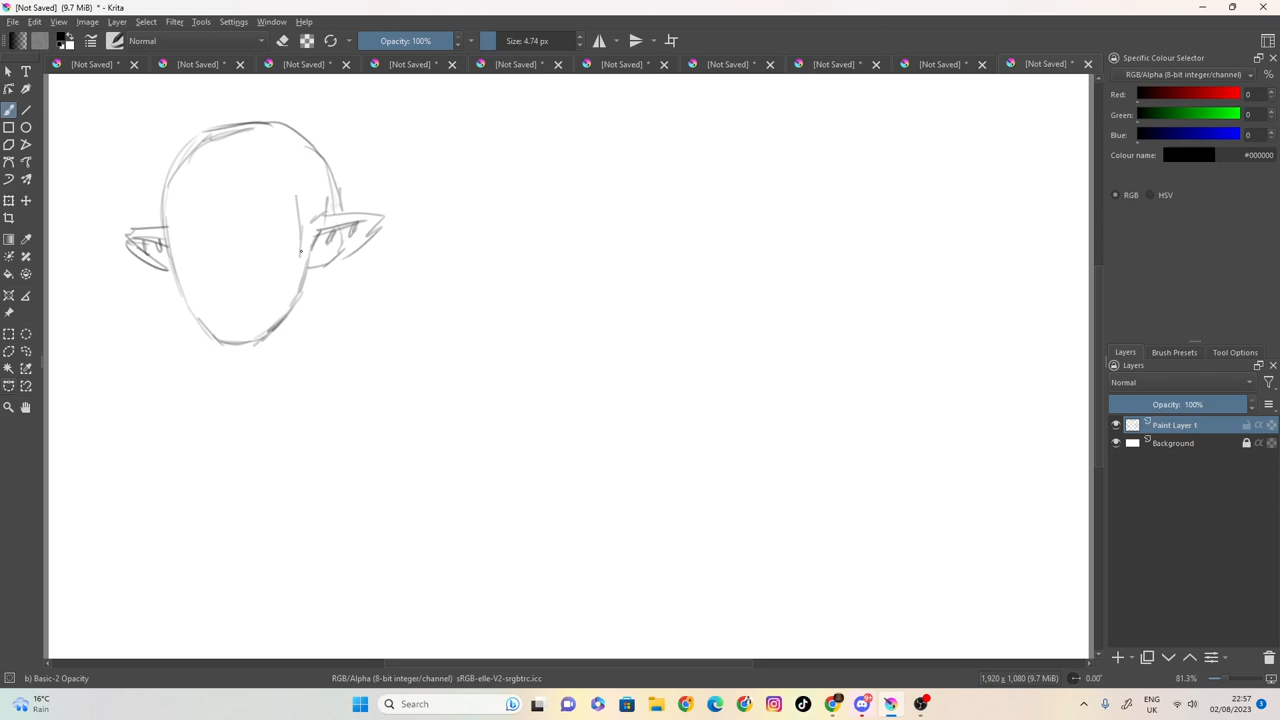 [Not Saved] (9.7 MiB) * - Krita
File Edit View Image Layer Select Filter Tools Settings Window Help
Normal Opacity: 100% Size: 4.74 px
[Not Saved] * [Not Saved] * [Not Saved] * [Not Saved] * [Not Saved] * [Not Saved] * [Not Saved] * [Not Saved] * [Not Saved] * [Not Saved] *
Specific Colour Selector
RGB/Alpha (8-bit integer/channel) %
Red: 0
Green: 0
Blue: 0
Colour name: #000000
RGB HSV
Layers Brush Presets Tool Options
Layers
Normal
Opacity: 100%
Paint Layer 1
Background
b) Basic-2 Opacity RGB/Alpha (8-bit integer/channel) sRGB-elle-V2-srgbtrc.icc 1,920 x 1,080 (9.7 MiB) 0.00° 81.3%
16°C
Rain
Search
ENG
UK
22:57
02/08/2023
3